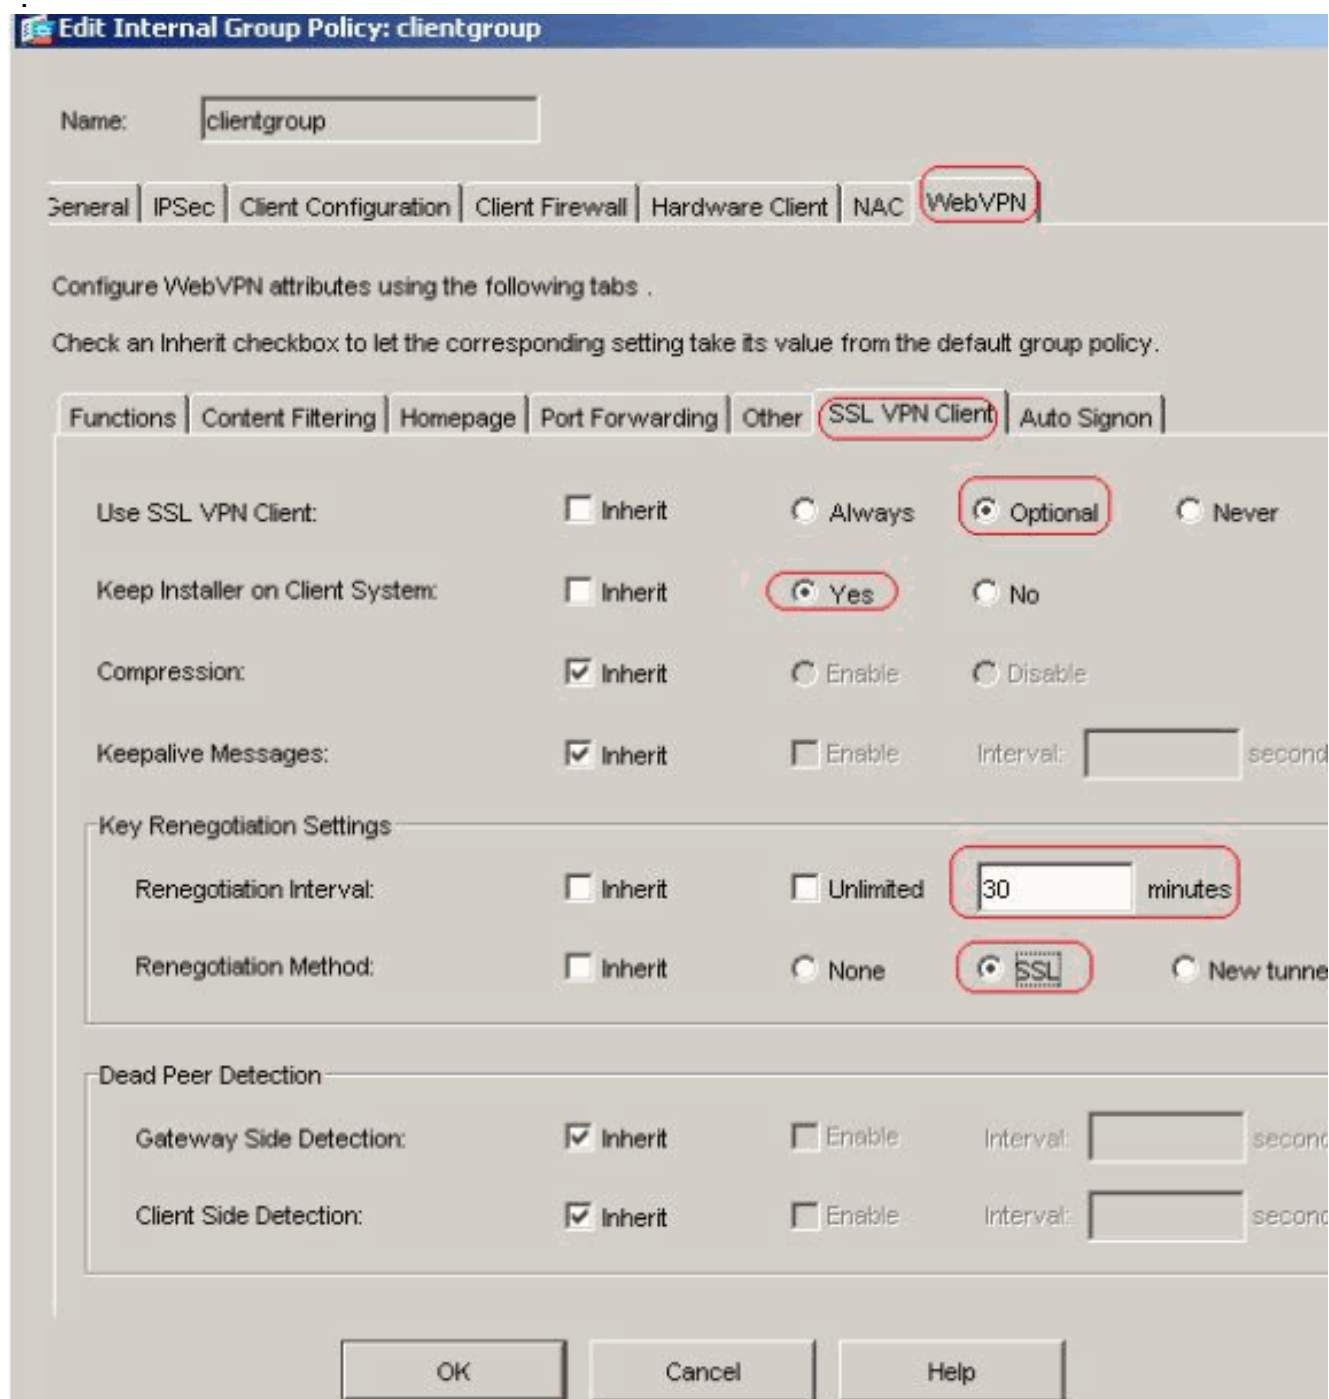 Edit Internal Group Policy: clientgroup
Name: clientgroup
General IPSec Client Configuration Client Firewall Hardware Client NAC WebVPN
Configure WebVPN attributes using the following tabs .
Check an Inherit checkbox to let the corresponding setting take its value from the default group policy.
Functions Content Filtering Homepage Port Forwarding Other SSL VPN Client Auto Signon
Use SSL VPN Client: Inherit Always Optional Never
Keep Installer on Client System: Inherit Yes No
Compression: Inherit Enable Disable
Keepalive Messages: Inherit Enable Interval: second
Key Renegotiation Settings
Renegotiation Interval: Inherit Unlimited 30 minutes
Renegotiation Method: Inherit None SSL New tunne
Dead Peer Detection
Gateway Side Detection: Inherit Enable Interval: second
Client Side Detection: Inherit Enable Interval: second
OK Cancel Help